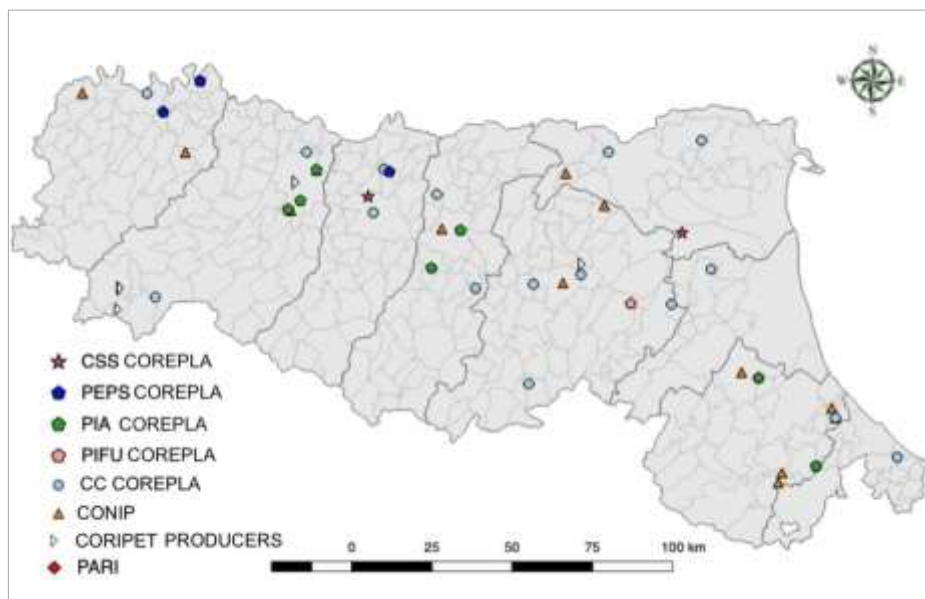 N
W E
S
CSS COREPLA
PEPS COREPLA
PIA COREPLA
PIFU COREPLA
CC COREPLA
CONIP
CORIPET PRODUCERS
PARI
0 25 50 75 100 km